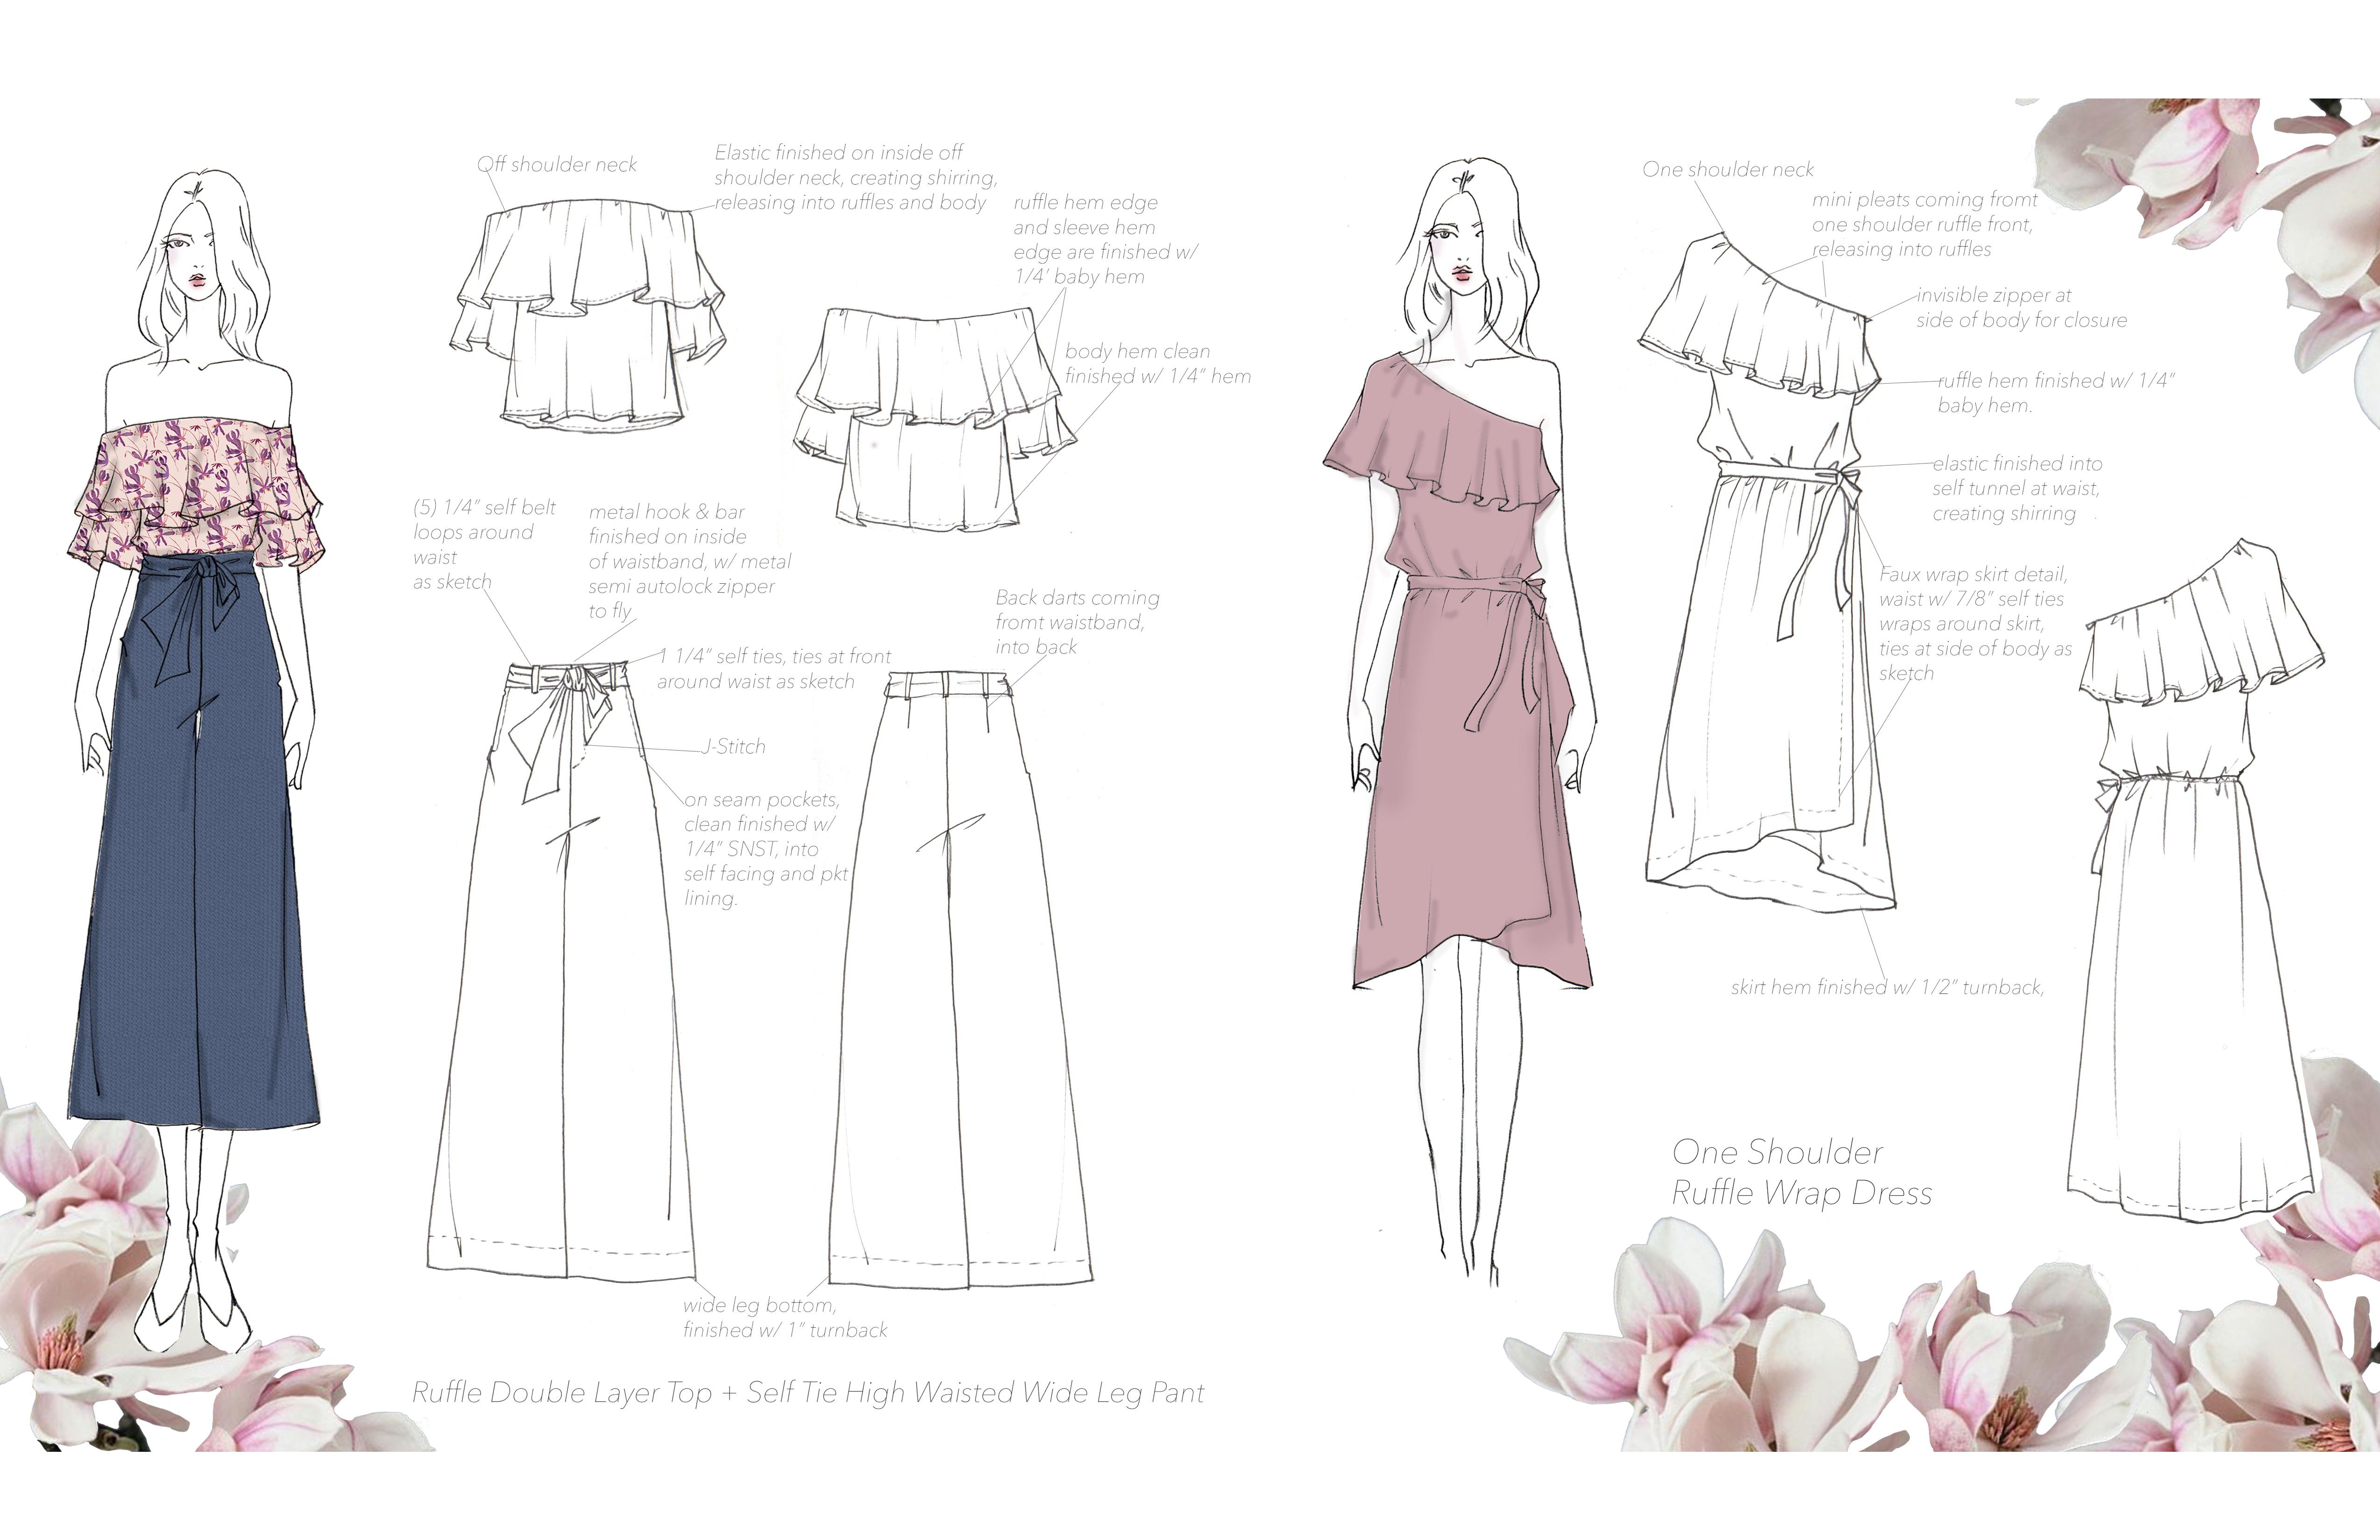 Off shoulder neck
Elastic finished on inside off
shoulder neck, creating shirring,
releasing into ruffles and body
ruffle hem edge
and sleeve hem
edge are finished w/
1/4' baby hem
body hem clean
finished w/ 1/4" hem
(5) 1/4" self belt
loops around
waist
as sketch
metal hook & bar
finished on inside
of waistband, w/ metal
semi autolock zipper
to fly
1 1/4" self ties, ties at front
around waist as sketch
Back darts coming
fromt waistband,
into back
J-Stitch
on seam pockets,
clean finished w/
1/4" SNST, into
self facing and pkt
lining.
wide leg bottom,
finished w/ 1" turnback
Ruffle Double Layer Top + Self Tie High Waisted Wide Leg Pant
One shoulder neck
mini pleats coming fromt
one shoulder ruffle front,
releasing into ruffles
invisible zipper at
side of body for closure
ruffle hem finished w/ 1/4"
baby hem.
elastic finished into
self tunnel at waist,
creating shirring
Faux wrap skirt detail,
waist w/ 7/8" self ties
wraps around skirt,
ties at side of body as
sketch
skirt hem finished w/ 1/2" turnback,
One Shoulder
Ruffle Wrap Dress